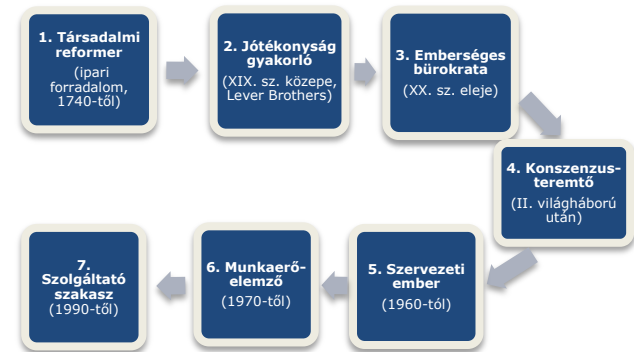 1. Társadalmi
reformer
(ipari
forradalom,
1740-től)
2. Jótékonyság
gyakorló
(XIX. sz. közepe,
Lever Brothers)
3. Emberséges
bürokrata
(XX. sz. eleje)
4. Konszenzus-
teremtő
(II. világháború
után)
5. Szervezeti
ember
(1960-tól)
6. Munkaerő-
elemző
(1970-től)
7.
Szolgáltató
szakasz
(1990-től)